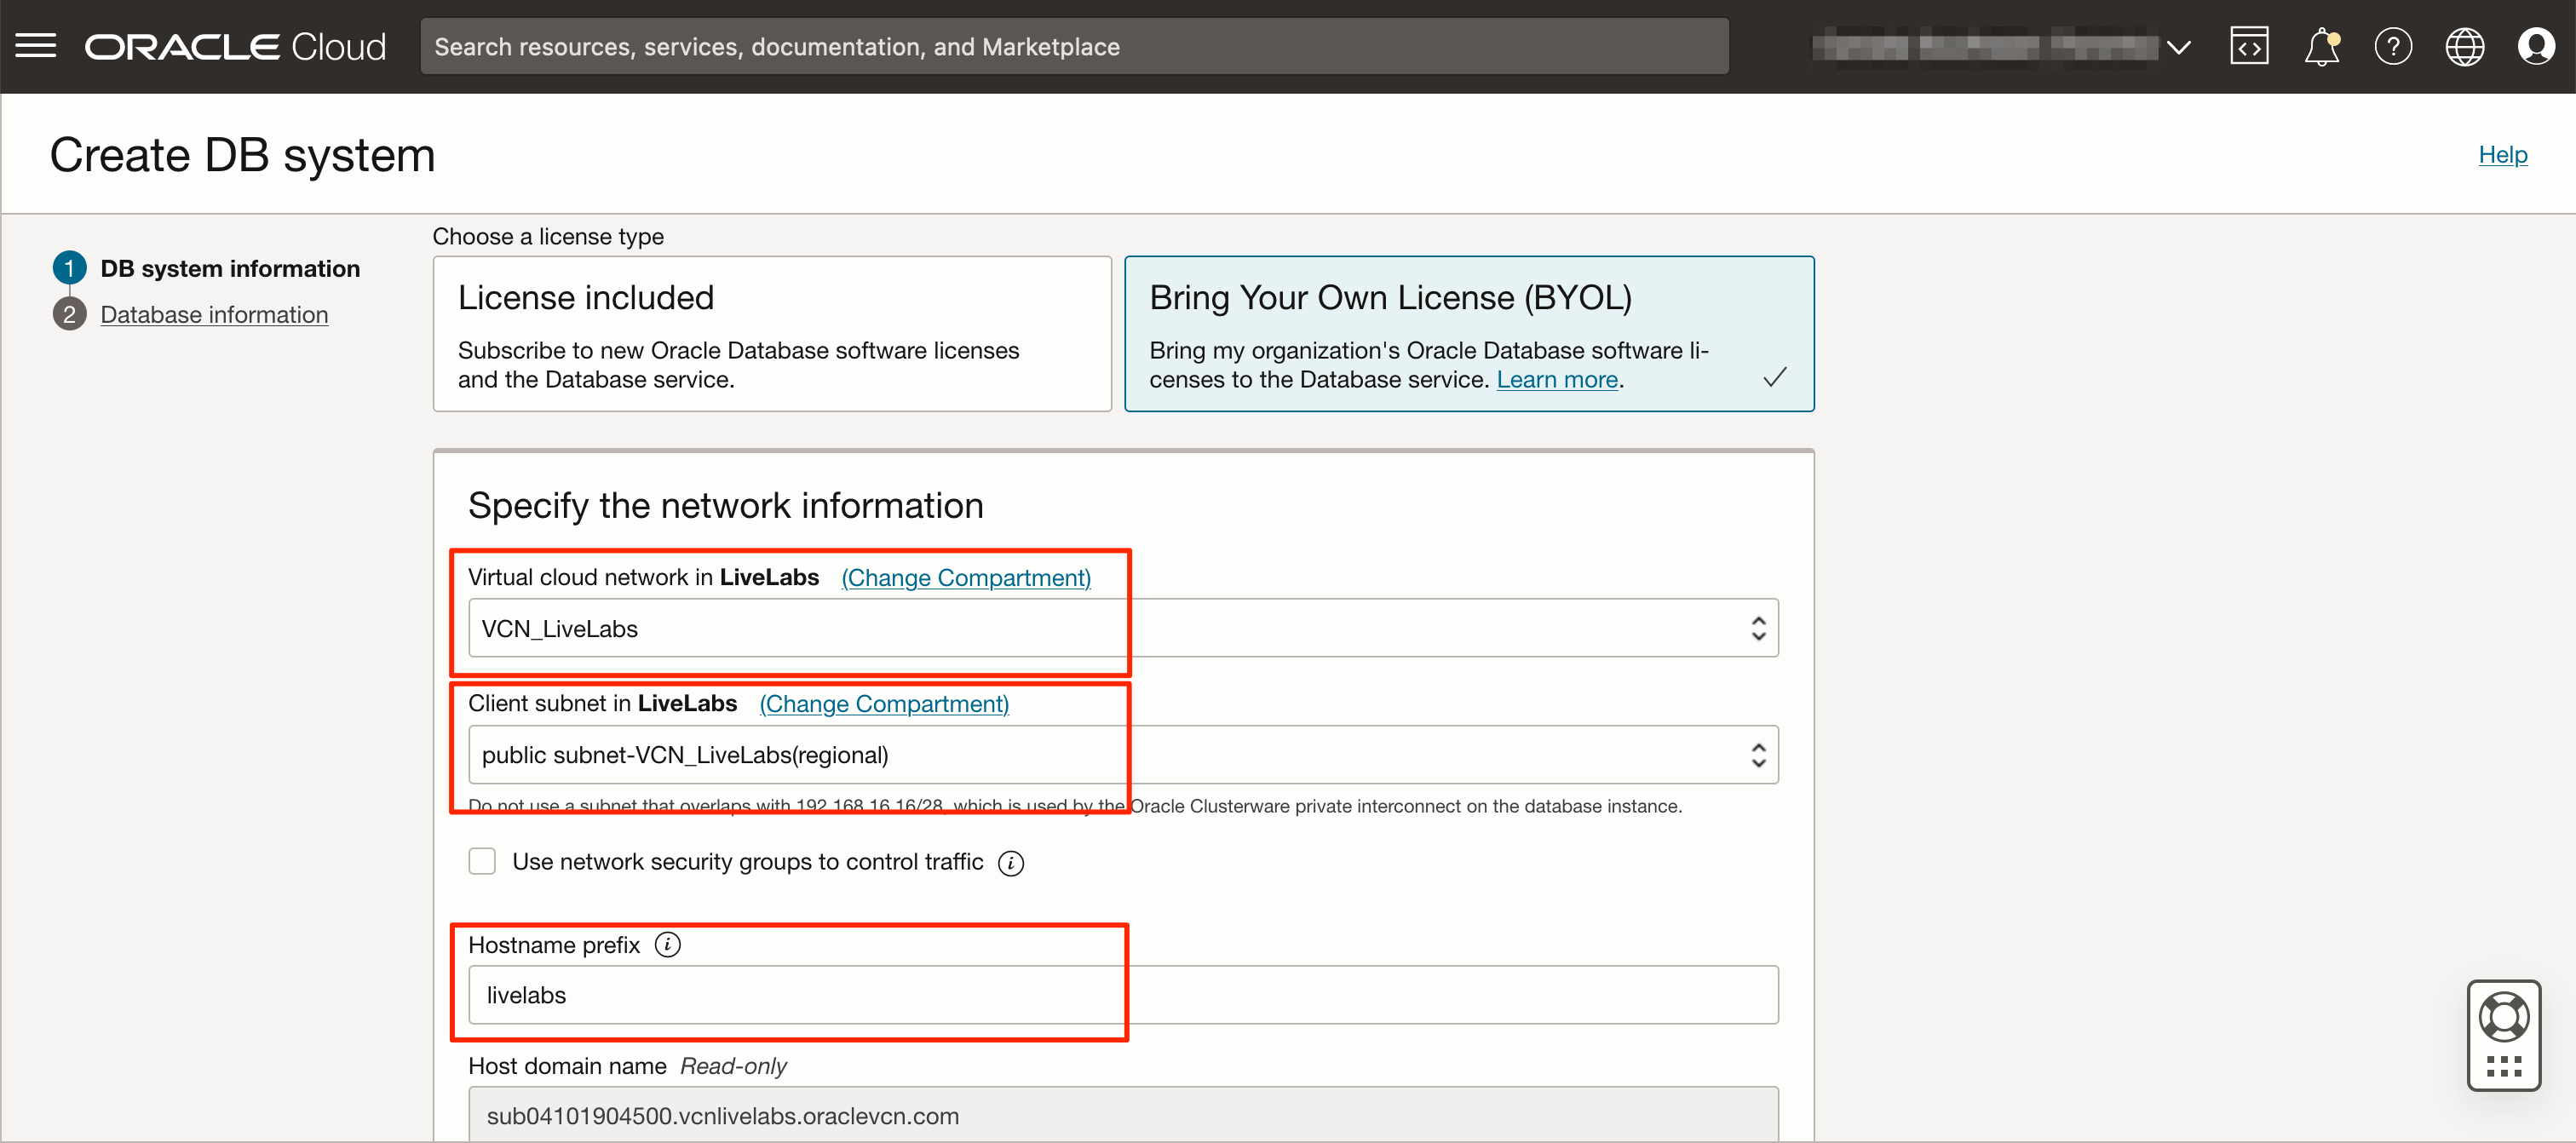 ORACLE Cloud
Search resources, services, documentation, and Marketplace
Create DB system
Help
1 DB system information
2 Database information
Choose a license type
License included
Subscribe to new Oracle Database software licenses
and the Database service.
Bring Your Own License (BYOL)
Bring my organization's Oracle Database software li-
censes to the Database service. Learn more.
Specify the network information
Virtual cloud network in LiveLabs (Change Compartment)
VCN_LiveLabs
Client subnet in LiveLabs (Change Compartment)
public subnet-VCN_LiveLabs(regional)
Do not use a subnet that overlaps with 192.168.16.16/28, which is used by the Oracle Clusterware private interconnect on the database instance.
Use network security groups to control traffic
Hostname prefix
livelabs
Host domain name Read-only
sub04101904500.vcnlivelabs.oraclevcn.com